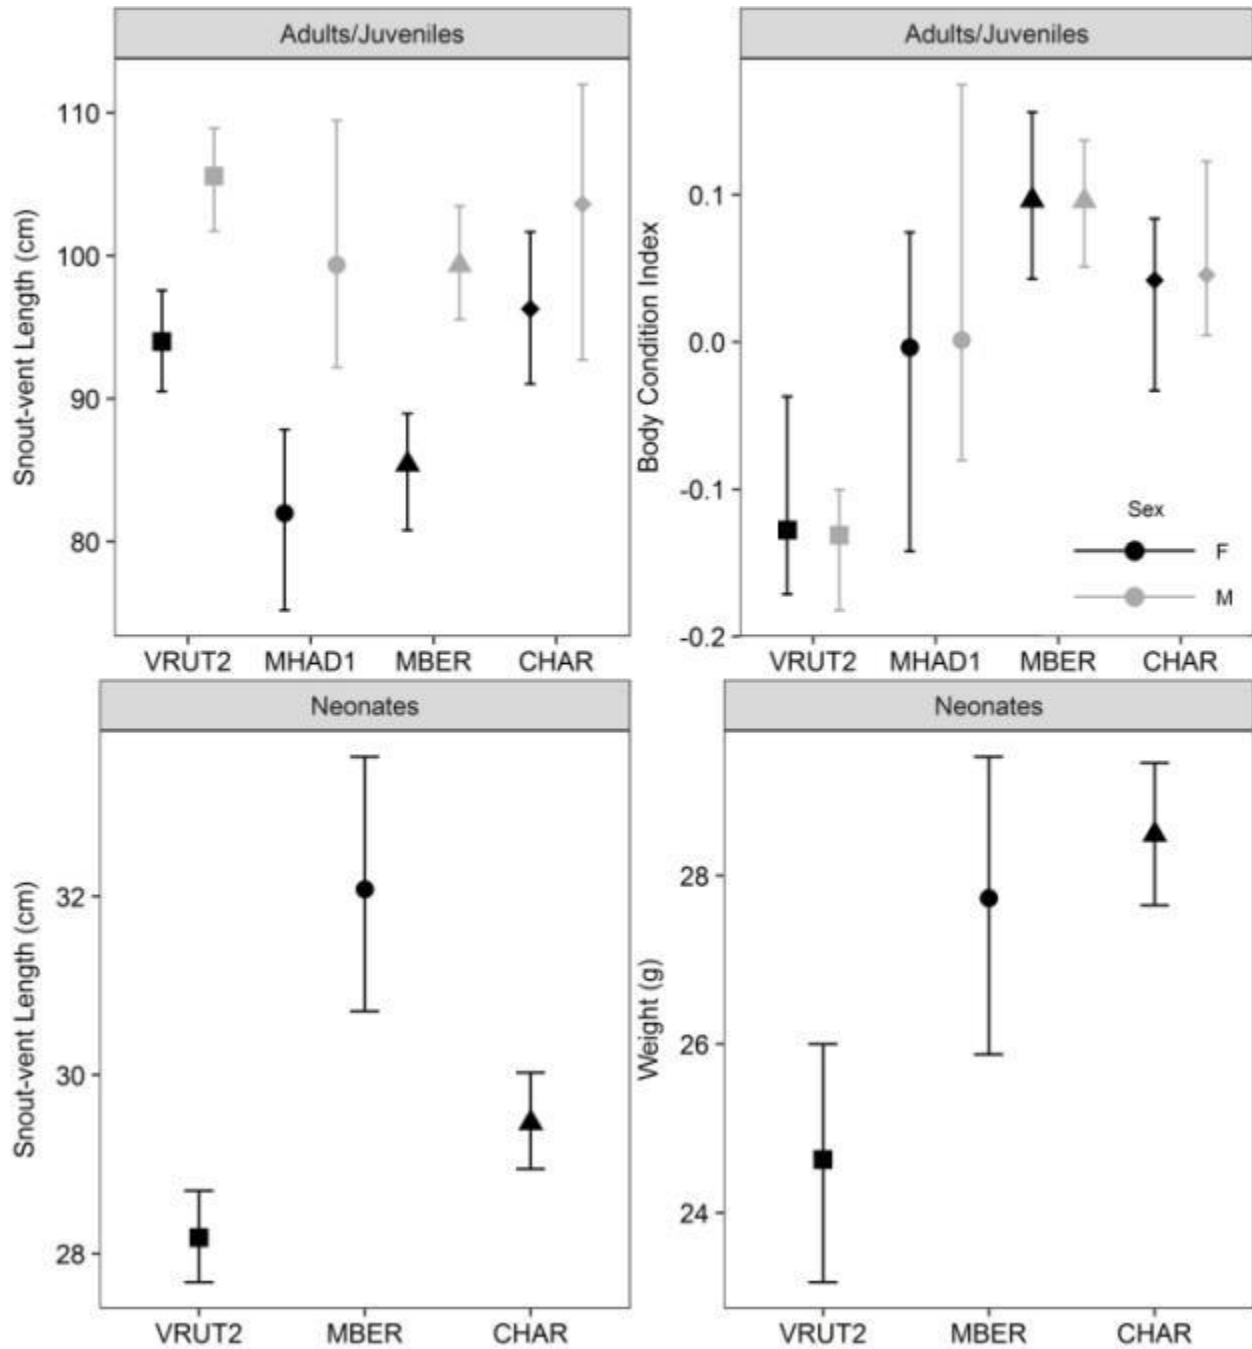 Adults/Juveniles
Snout-vent Length (cm)
110
100
90
80
VRUT2 MHAD1 MBER CHAR
Adults/Juveniles
Body Condition Index
0.1
0.0
-0.1
-0.2
Sex
F
M
VRUT2 MHAD1 MBER CHAR
Neonates
Snout-vent Length (cm)
32
30
28
VRUT2 MBER CHAR
Neonates
Weight (g)
28
26
24
VRUT2 MBER CHAR